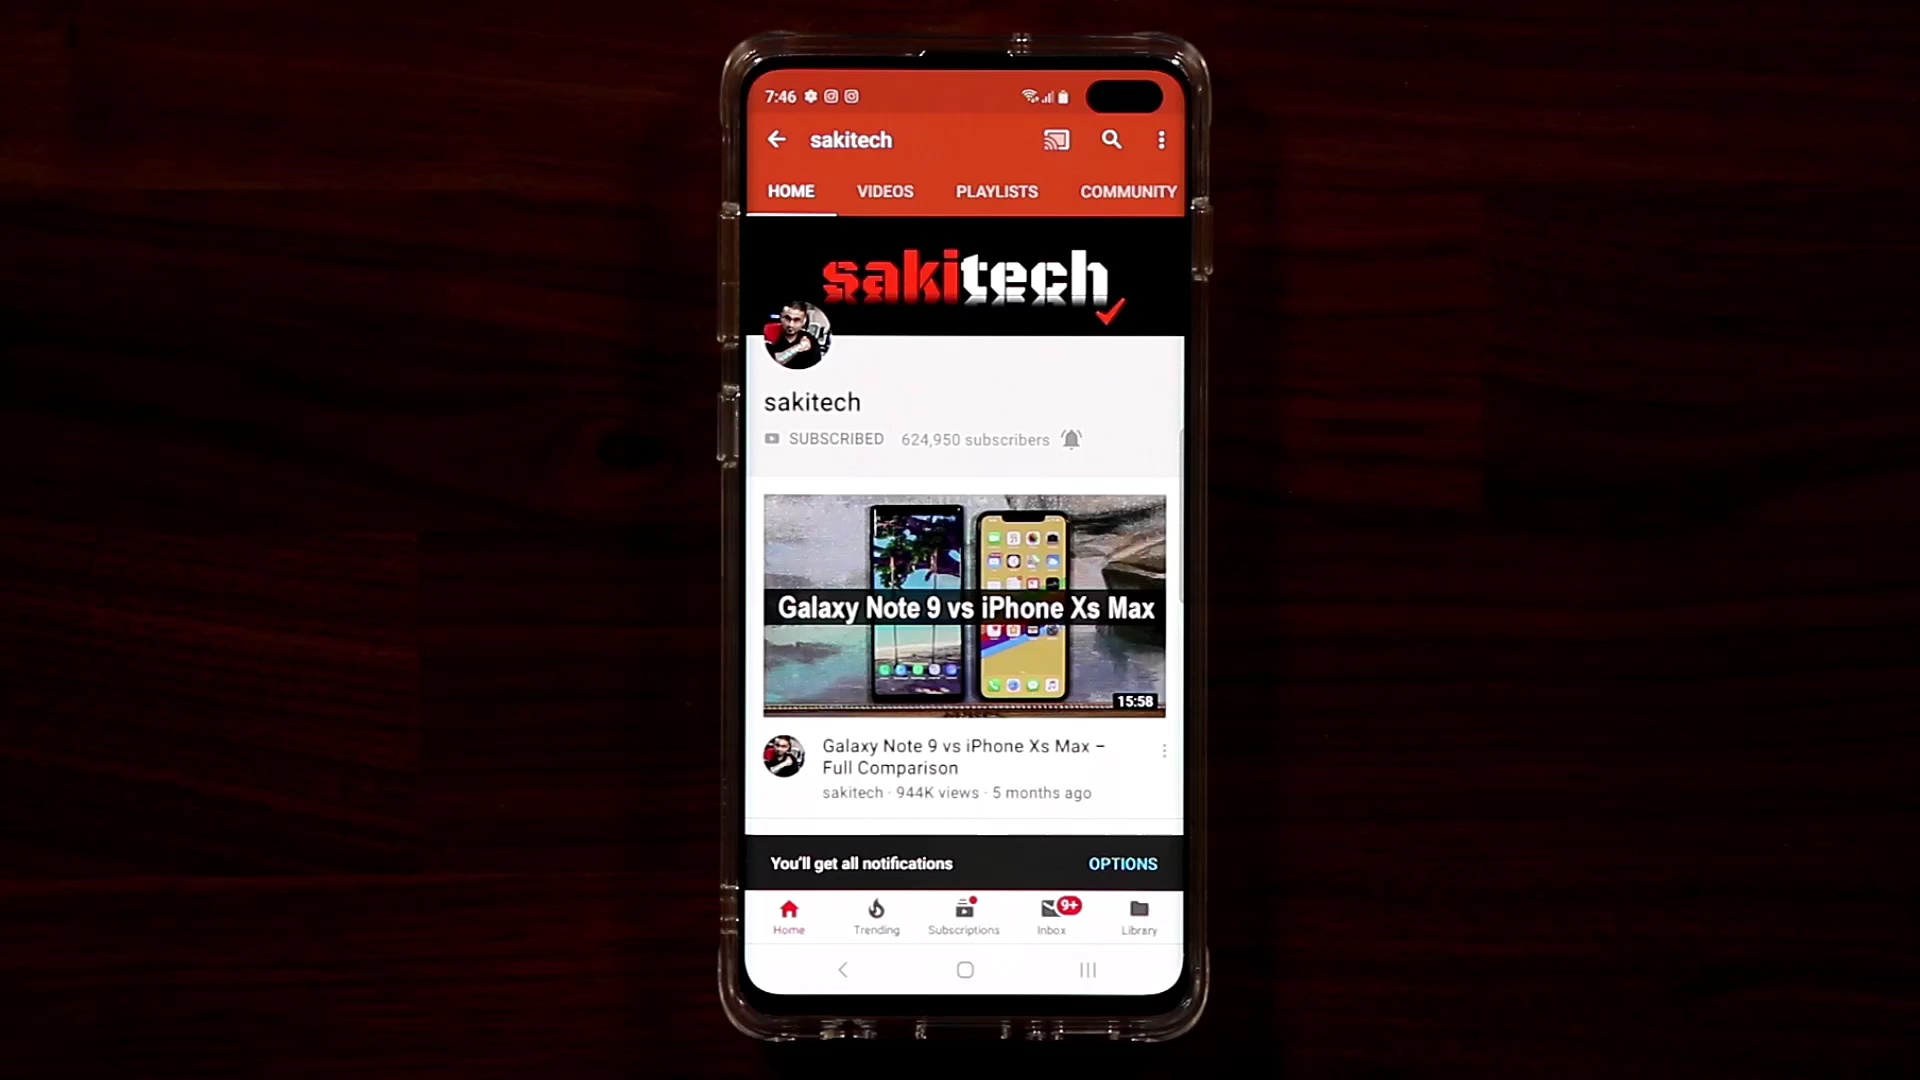 7:46
sakitech
HOME VIDEOS PLAYLISTS COMMUNITY
sakitech
sakitech
SUBSCRIBED 624,950 subscribers
Galaxy Note 9 vs iPhone Xs Max
15:58
Galaxy Note 9 vs iPhone Xs Max –
Full Comparison
sakitech · 944K views · 5 months ago
You'll get all notifications OPTIONS
9+
Home Trending Subscriptions Inbox Library